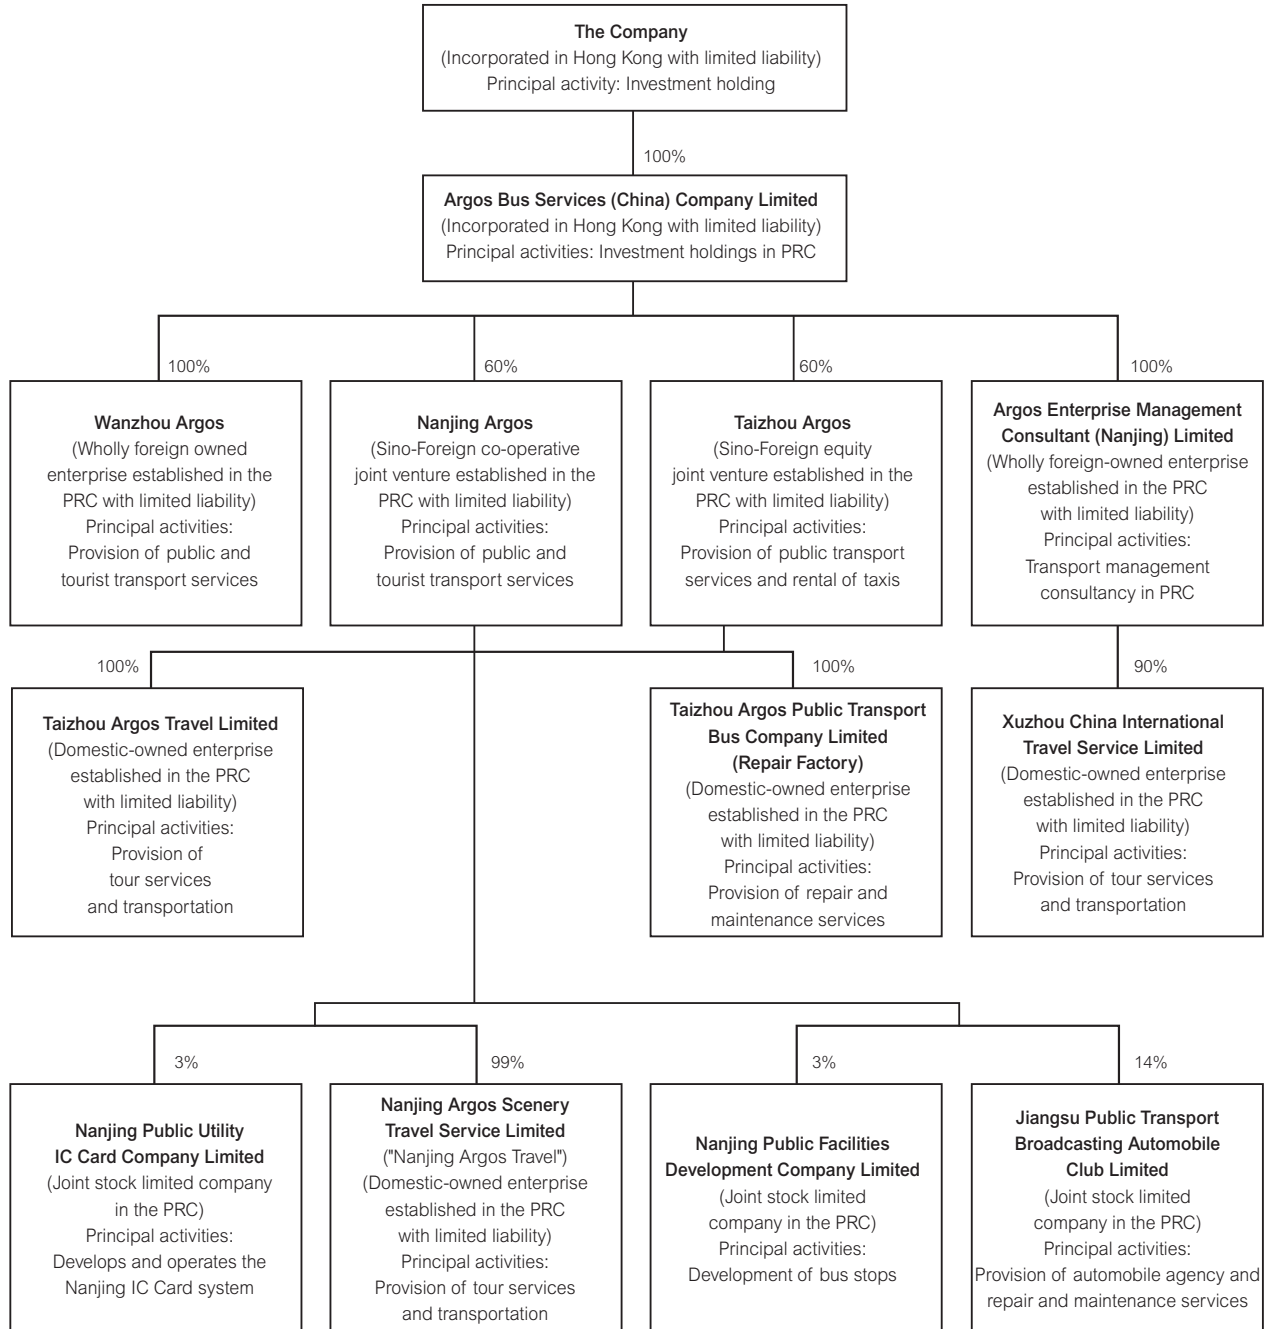 The Company
(Incorporated in Hong Kong with limited liability)
Principal activity: Investment holding
100%
Argos Bus Services (China) Company Limited
(Incorporated in Hong Kong with limited liability)
Principal activities: Investment holdings in PRC
100%
Wanzhou Argos
(Wholly foreign owned
enterprise established in the
PRC with limited liability)
Principal activities:
Provision of public and
tourist transport services
60%
Nanjing Argos
(Sino-Foreign co-operative
joint venture established in the
PRC with limited liability)
Principal activities:
Provision of public and
tourist transport services
60%
Taizhou Argos
(Sino-Foreign equity
joint venture established in the
PRC with limited liability)
Principal activities:
Provision of public transport
services and rental of taxis
100%
Argos Enterprise Management
Consultant (Nanjing) Limited
(Wholly foreign-owned enterprise
established in the PRC
with limited liability)
Principal activities:
Transport management
consultancy in PRC
100%
Taizhou Argos Travel Limited
(Domestic-owned enterprise
established in the PRC
with limited liability)
Principal activities:
Provision of
tour services
and transportation
100%
Taizhou Argos Public Transport
Bus Company Limited
(Repair Factory)
(Domestic-owned enterprise
established in the PRC
with limited liability)
Principal activities:
Provision of repair and
maintenance services
90%
Xuzhou China International
Travel Service Limited
(Domestic-owned enterprise
established in the PRC
with limited liability)
Principal activities:
Provision of tour services
and transportation
3%
Nanjing Public Utility
IC Card Company Limited
(Joint stock limited company
in the PRC)
Principal activities:
Develops and operates the
Nanjing IC Card system
99%
Nanjing Argos Scenery
Travel Service Limited
("Nanjing Argos Travel")
(Domestic-owned enterprise
established in the PRC
with limited liability)
Principal activities:
Provision of tour services
and transportation
3%
Nanjing Public Facilities
Development Company Limited
(Joint stock limited
company in the PRC)
Principal activities:
Development of bus stops
14%
Jiangsu Public Transport
Broadcasting Automobile
Club Limited
(Joint stock limited
company in the PRC)
Principal activities:
Provision of automobile agency and
repair and maintenance services